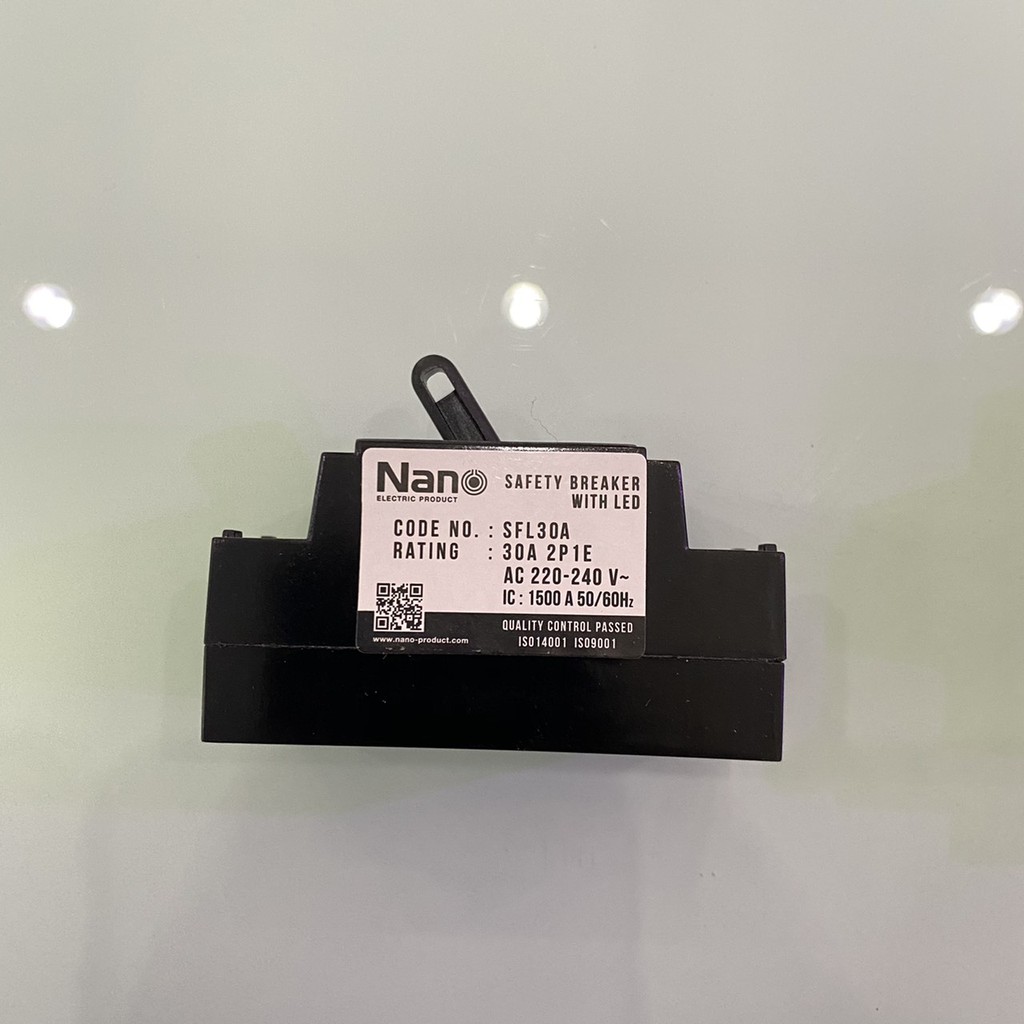 Nano
ELECTRIC PRODUCT
SAFETY BREAKER
WITH LED
CODE NO. : SFL30A
RATING : 30A 2P1E
AC 220-240 V~
IC : 1500 A 50/60Hz
www.nano-product.com
QUALITY CONTROL PASSED
ISO14001 ISO9001